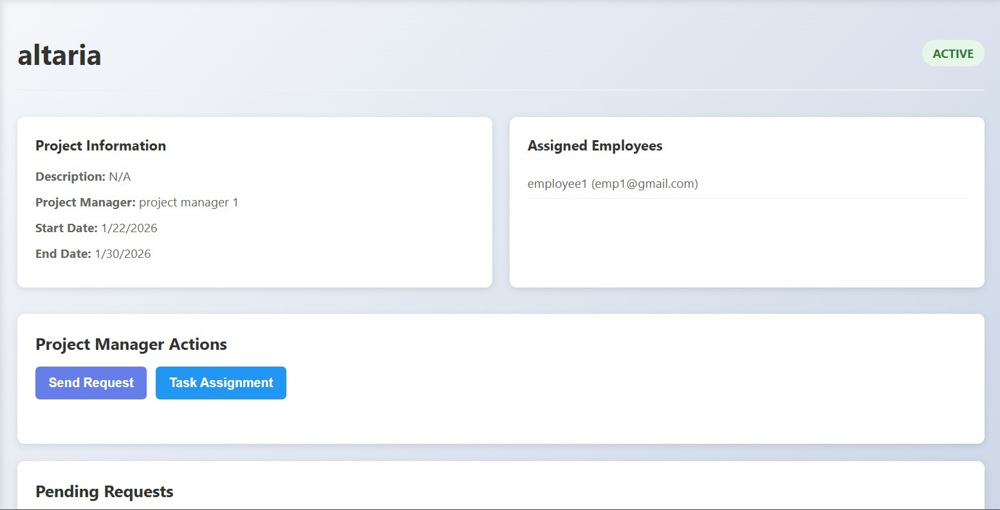 altaria
ACTIVE
Project Information
Description: N/A
Project Manager: project manager 1
Start Date: 1/22/2026
End Date: 1/30/2026
Assigned Employees
employee1 (emp1@gmail.com)
Project Manager Actions
Send Request
Task Assignment
Pending Requests